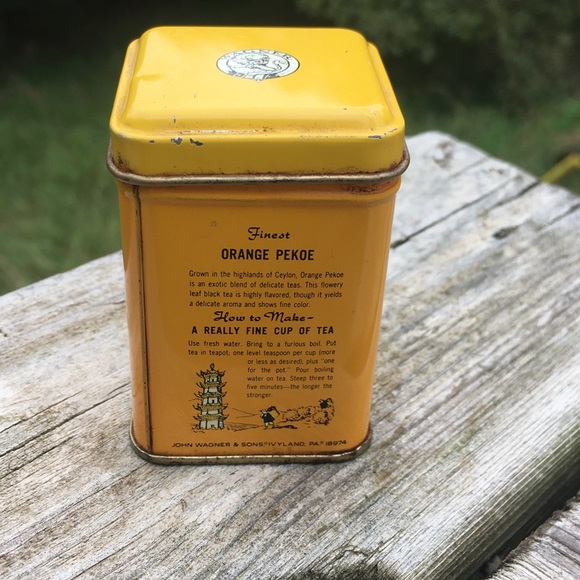 Finest
ORANGE PEKOE
Grown in the highlands of Ceylon, Orange Pekoe
is an exotic blend of delicate teas. This flowery
leaf black tea is highly flavored, though it yields
a delicate aroma and shows fine color.
How to Make—
A REALLY FINE CUP OF TEA
Use fresh water. Bring to a furious boil. Put
tea in teapot; one level teaspoon per cup (more
or less as desired), plus "one
for the pot." Pour boiling
water on tea. Steep three to
five minutes—the longer the
stronger.
JOHN WAGNER & SONS, IVYLAND, PA. 18974